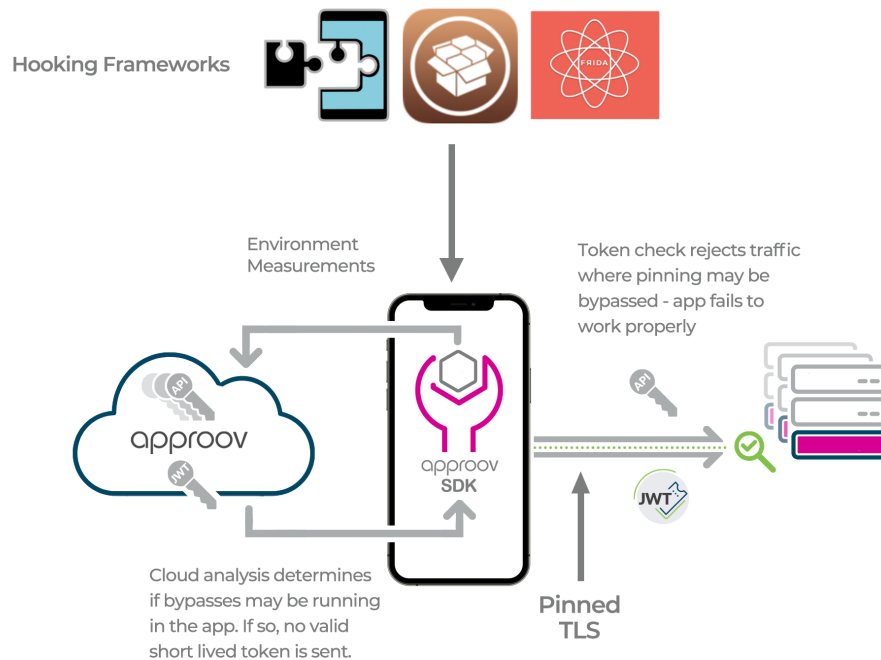 Hooking Frameworks
FRIDA
Environment
Measurements
Token check rejects traffic
where pinning may be
bypassed - app fails to
work properly
API
API
approov
JWT
approov
SDK
JWT
Cloud analysis determines
if bypasses may be running
in the app. If so, no valid
short lived token is sent.
Pinned
TLS